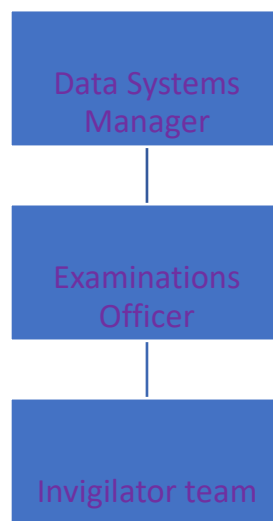 Data Systems
Manager
Examinations
Officer
Invigilator team